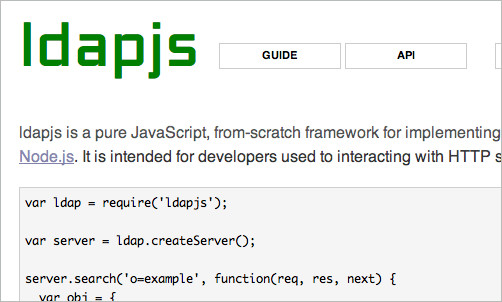 ldapjs
GUIDE
API
ldapjs is a pure JavaScript, from-scratch framework for implementing
Node.js. It is intended for developers used to interacting with HTTP s
var ldap = require('ldapjs');
var server = ldap.createServer();
server.search('o=example', function(req, res, next) {
var obj = {